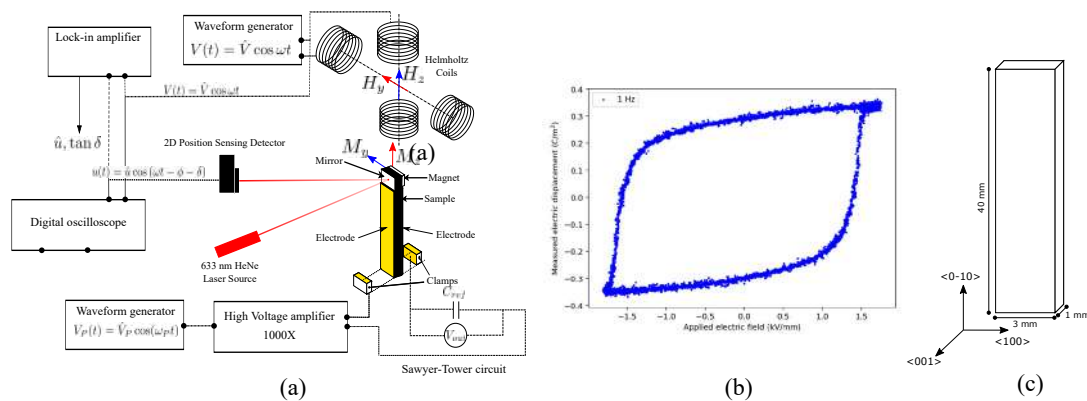 Lock-in amplifier
Waveform generator
V(t) = V̂ cos ωt
Helmholtz
Coils
H_z
H_y
V(t) = V̂ cos ωt
û, tan δ
2D Position Sensing Detector
(a)
M_y
Mirror
Magnet
u(t) = û cos (ωt − ϕ − δ)
Sample
Digital oscilloscope
Electrode
Electrode
633 nm HeNe
Laser Source
Clamps
C_ref
Waveform generator
V_P(t) = V̂_P cos(ω_P t)
High Voltage amplifier
1000X
V_out
Sawyer-Tower circuit
(a)
1 Hz
Measured electric displacement (C/m²)
0.4
0.3
0.2
0.1
0.0
−0.1
−0.2
−0.3
−0.4
−1.5
−1.0
−0.5
0.0
0.5
1.0
1.5
Applied electric field (kV/mm)
(b)
40 mm
3 mm
1 mm
<0-10>
<100>
<001>
(c)